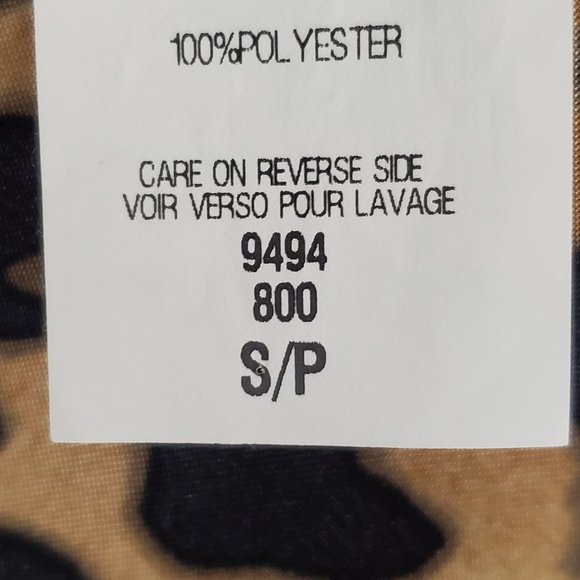 100%POLYESTER
CARE ON REVERSE SIDE
VOIR VERSO POUR LAVAGE
9494
800
S/P